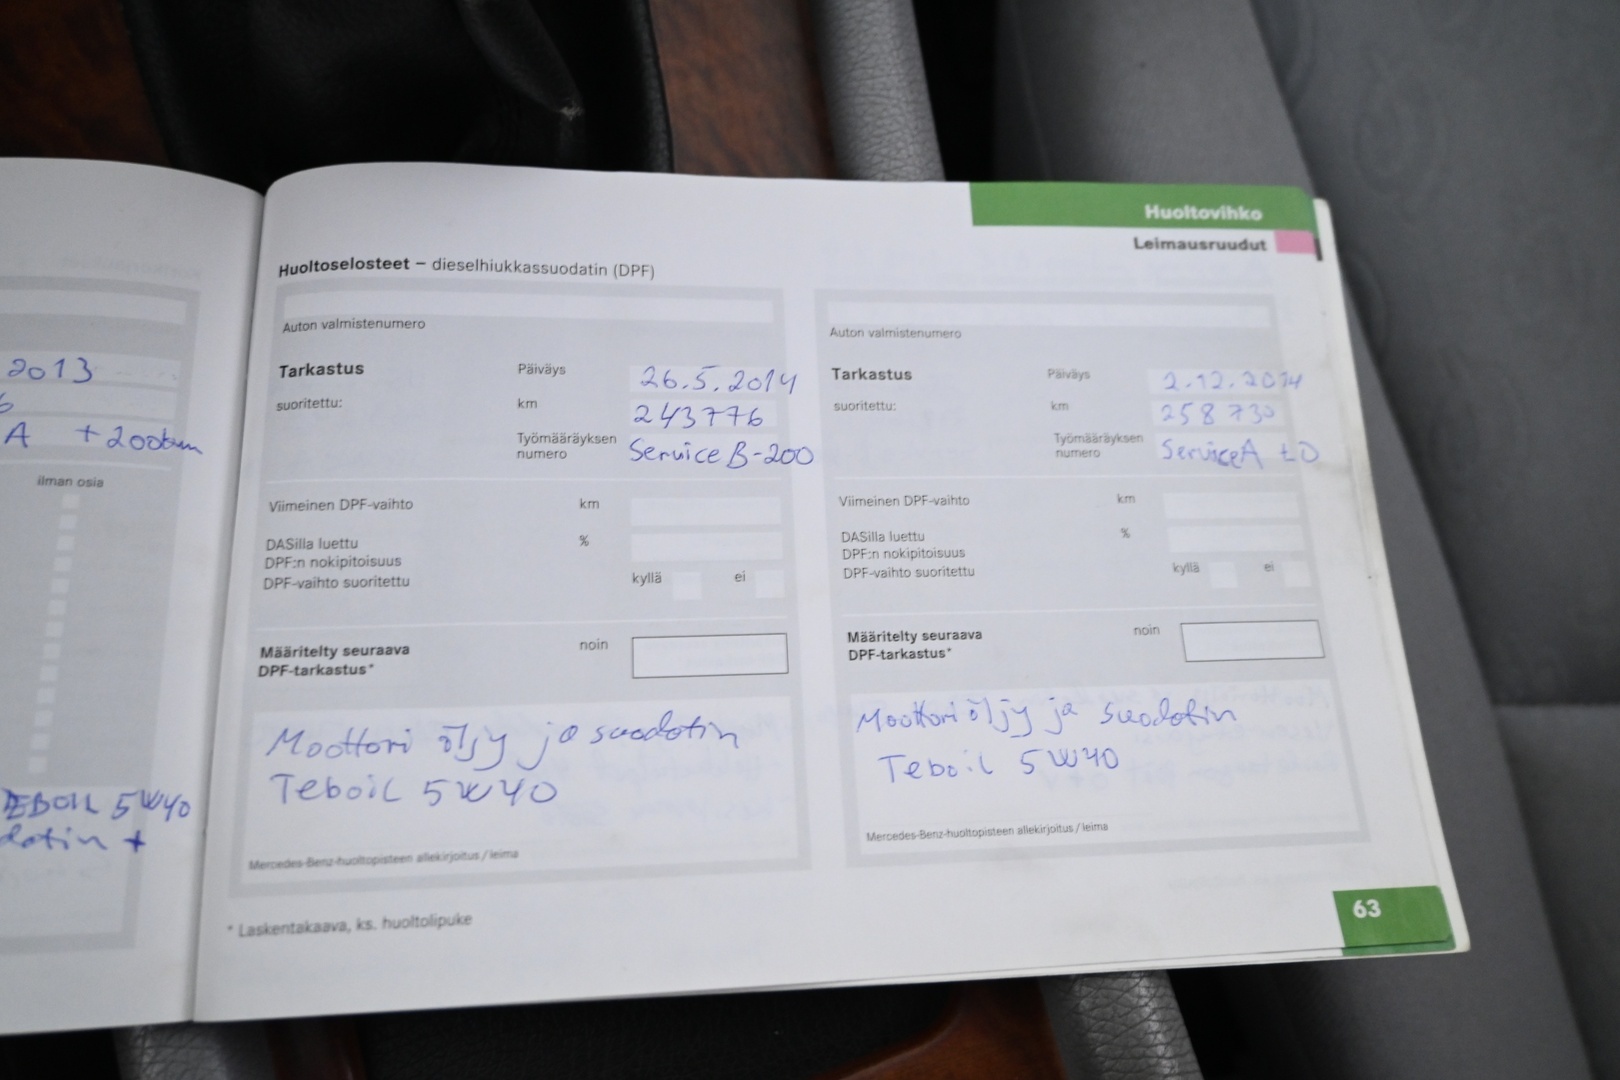 Huoltovihko
Leimausruudut
2013
A + 200km
ilman osia
TEBOIL 5W40
datin +
Huoltoselosteet – dieselhiukkassuodatin (DPF)
Auton valmistenumero
Tarkastus Päiväys 26.5.2014
suoritettu: km 243776
Työmääräyksen
numero Service B-200
Viimeinen DPF-vaihto km
DASilla luettu %
DPF:n nokipitoisuus
DPF-vaihto suoritettu kyllä ei
Määritelty seuraava noin
DPF-tarkastus*
Moottori öljy ja suodatin
Teboil 5W40
Mercedes-Benz-huoltopisteen allekirjoitus / leima
* Laskentakaava, ks. huoltolipuke
Auton valmistenumero
Tarkastus Päiväys 2.12.2014
suoritettu: km 258730
Työmääräyksen
numero Service A
Viimeinen DPF-vaihto km
DASilla luettu %
DPF:n nokipitoisuus
DPF-vaihto suoritettu kyllä ei
Määritelty seuraava noin
DPF-tarkastus*
Moottori öljy ja suodatin
Teboil 5W40
Mercedes-Benz-huoltopisteen allekirjoitus / leima
63